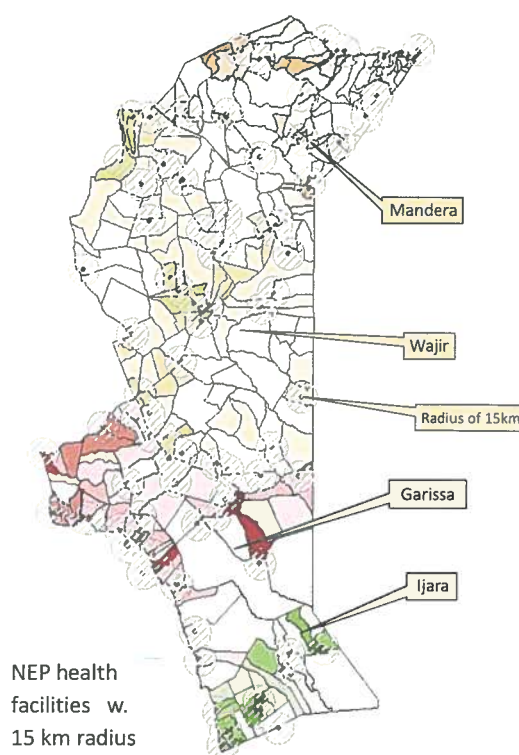 Mandera
Wajir
Radius of 15km
Garissa
Ijara
NEP health
facilities w.
15 km radius